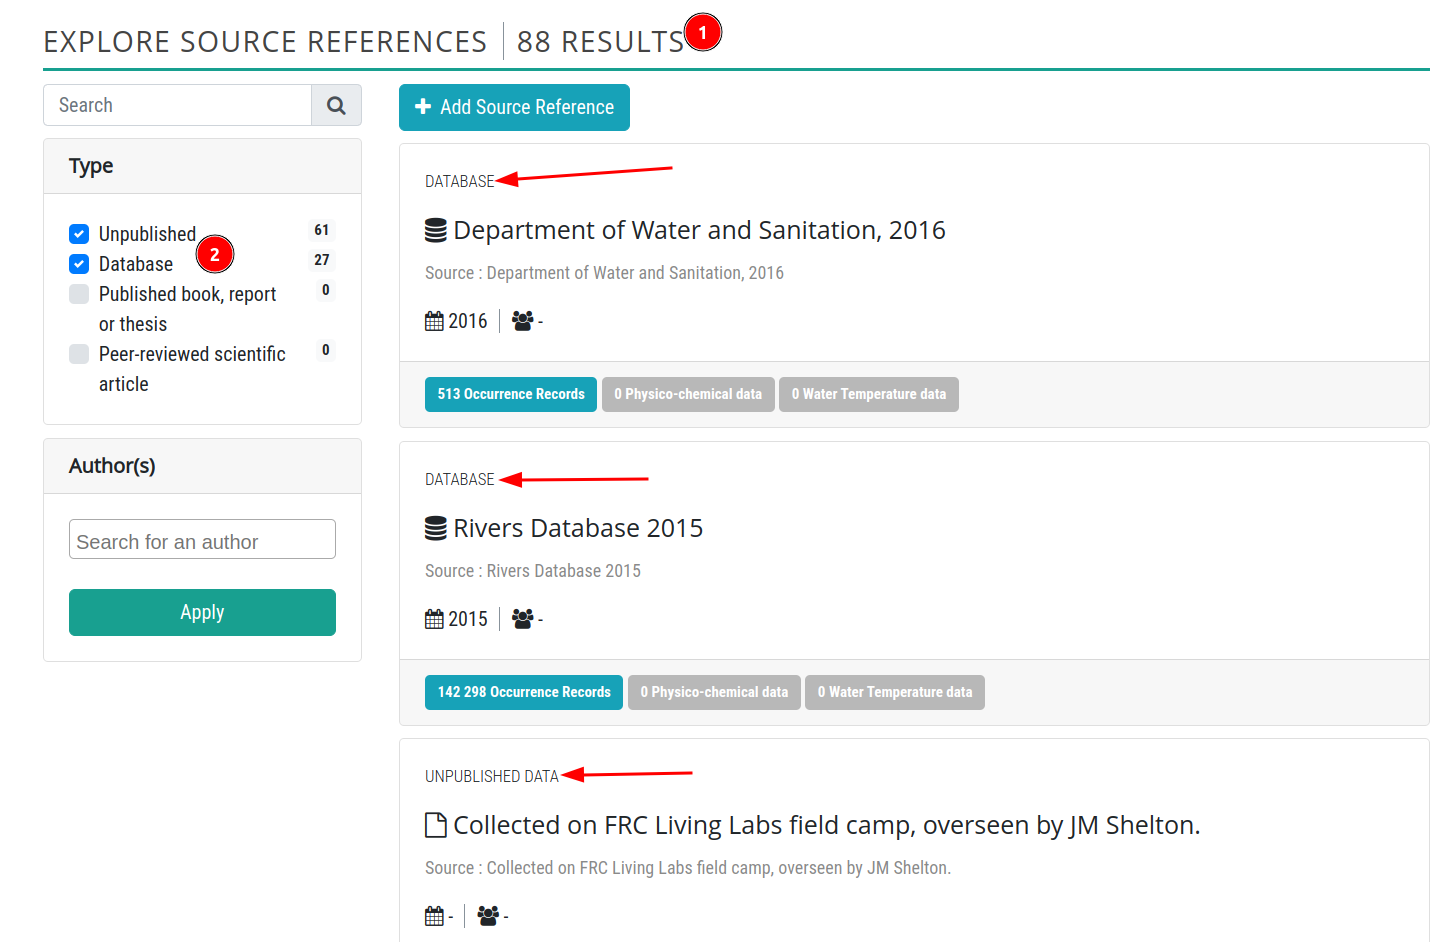 EXPLORE SOURCE REFERENCES | 88 RESULTS
1
Search
Add Source Reference
Type
Unpublished 61
2
Database 27
Published book, report 0
or thesis
Peer-reviewed scientific 0
article
Author(s)
Search for an author
Apply
DATABASE
Department of Water and Sanitation, 2016
Source : Department of Water and Sanitation, 2016
2016 | -
513 Occurrence Records 0 Physico-chemical data 0 Water Temperature data
DATABASE
Rivers Database 2015
Source : Rivers Database 2015
2015 | -
142 298 Occurrence Records 0 Physico-chemical data 0 Water Temperature data
UNPUBLISHED DATA
Collected on FRC Living Labs field camp, overseen by JM Shelton.
Source : Collected on FRC Living Labs field camp, overseen by JM Shelton.
- | -